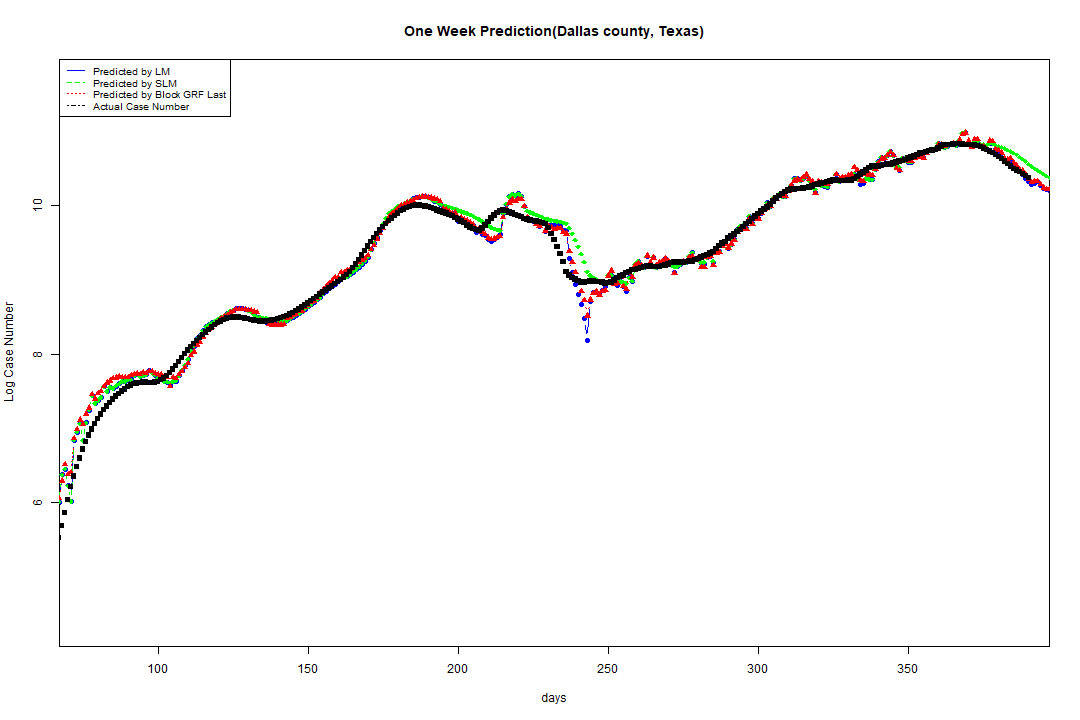 One Week Prediction(Dallas county, Texas)
Predicted by LM
Predicted by SLM
Predicted by Block GRF Last
Actual Case Number
Log Case Number
10
8
6
100 150 200 250 300 350
days